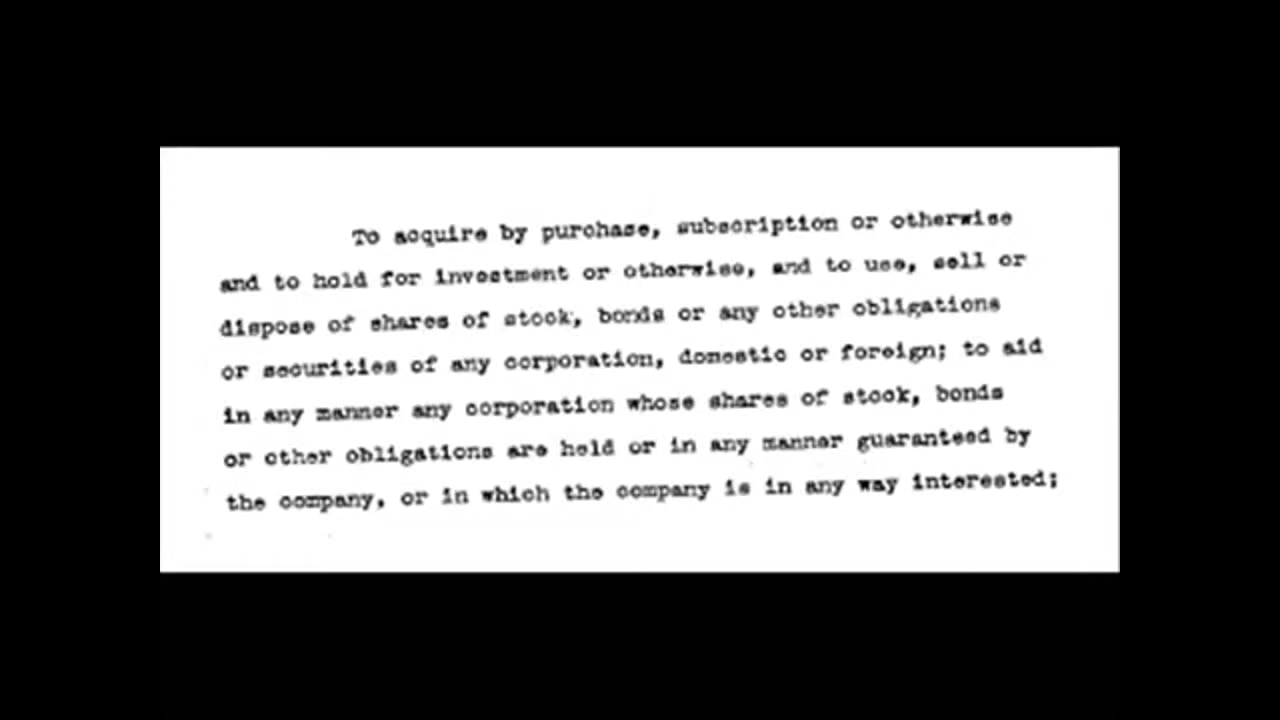 To acquire by purchase, subscription or otherwise
and to hold for investment or otherwise, and to use, sell or
dispose of shares of stock, bonds or any other obligations
or securities of any corporation, domestic or foreign; to aid
in any manner any corporation whose shares of stock, bonds
or other obligations are held or in any manner guaranteed by
the company, or in which the company is in any way interested;